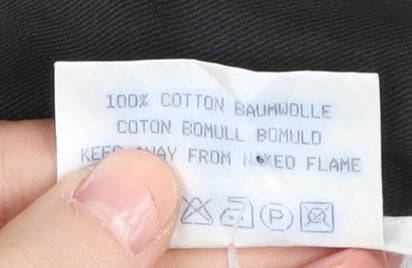 100% COTTON BAUMWOLLE
COTON BOMULL BOMULD
KEEP AWAY FROM NAKED FLAME
P